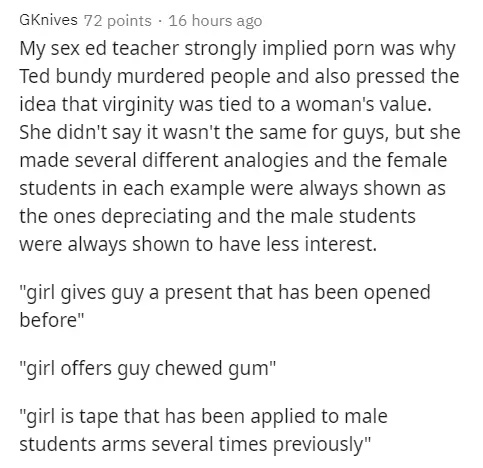 GKnives 72 points · 16 hours ago
My sex ed teacher strongly implied porn was why
Ted bundy murdered people and also pressed the
idea that virginity was tied to a woman's value.
She didn't say it wasn't the same for guys, but she
made several different analogies and the female
students in each example were always shown as
the ones depreciating and the male students
were always shown to have less interest.
"girl gives guy a present that has been opened
before"
"girl offers guy chewed gum"
"girl is tape that has been applied to male
students arms several times previously"